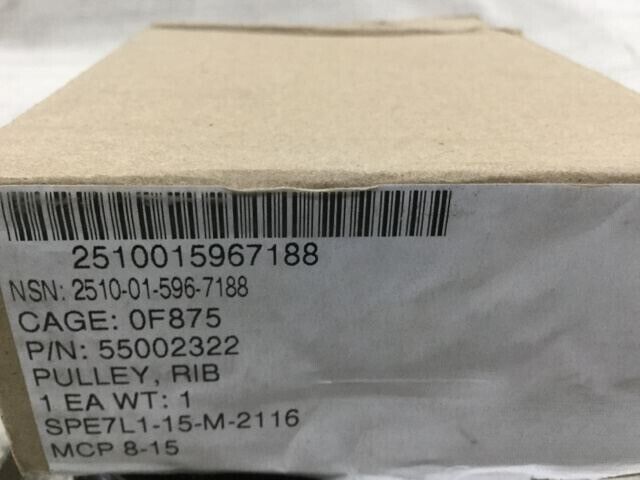 2510015967188
NSN: 2510-01-596-7188
CAGE: 0F875
P/N: 55002322
PULLEY, RIB
1 EA WT: 1
SPE7L1-15-M-2116
MCP 8-15